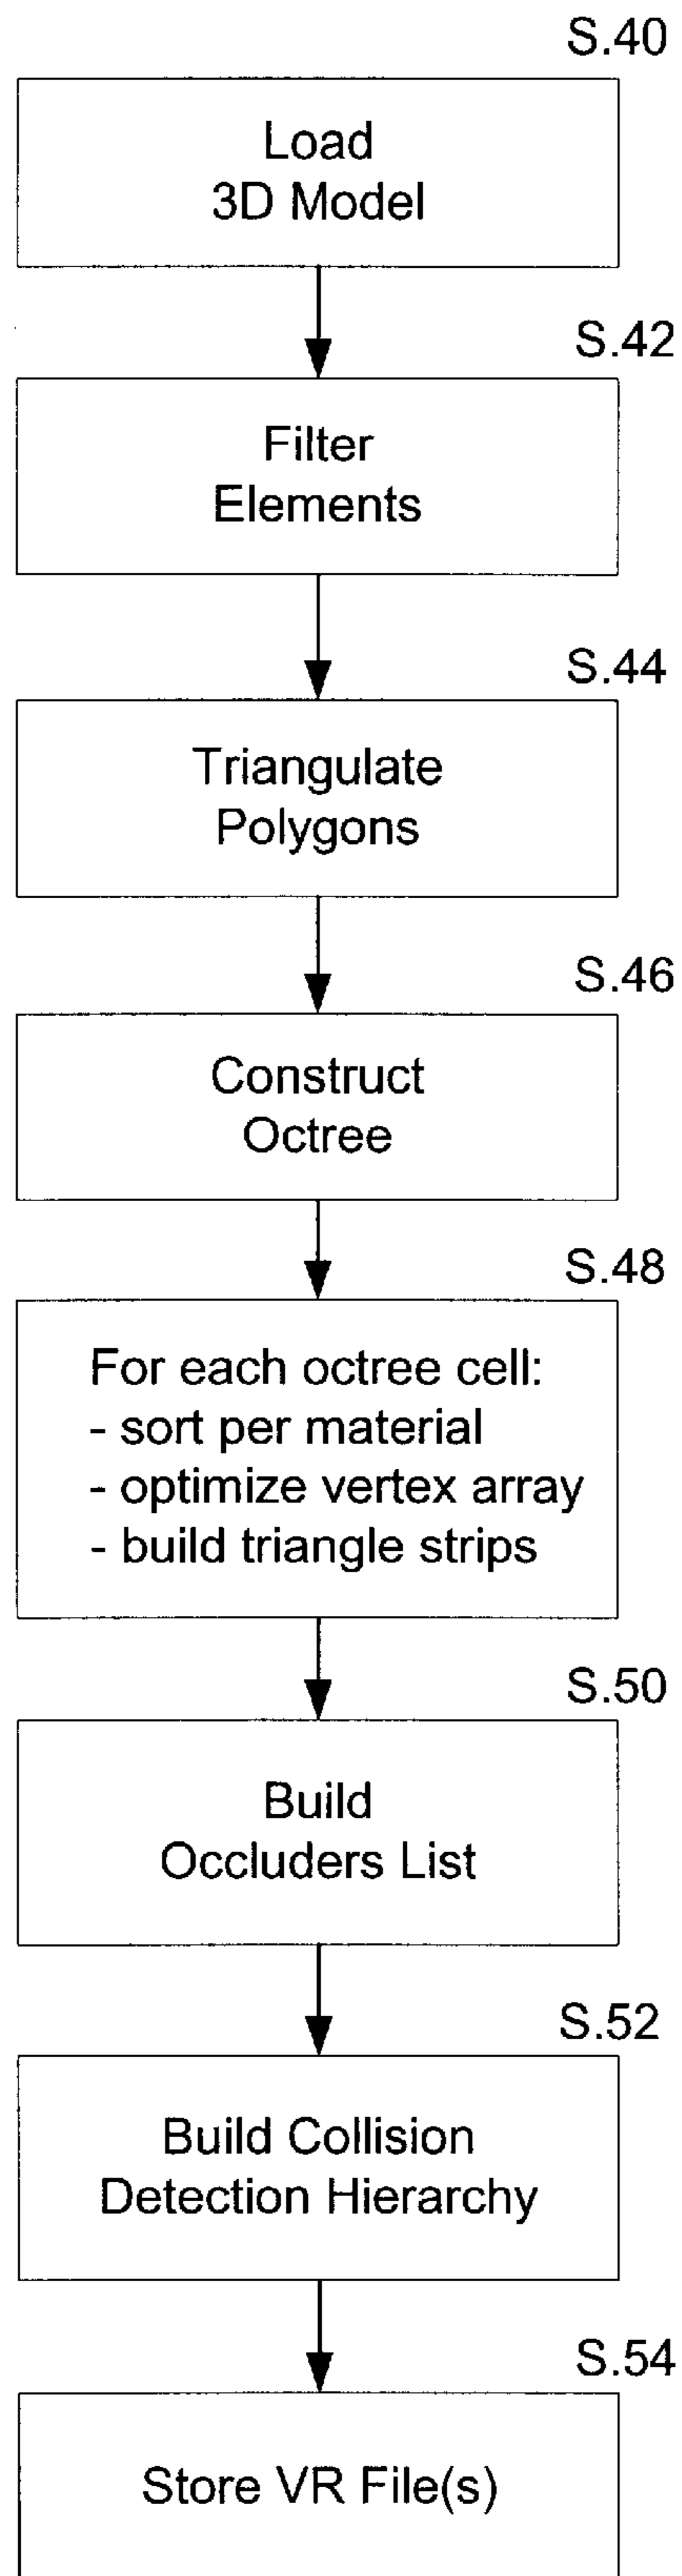 S.40
Load
3D Model
S.42
Filter
Elements
S.44
Triangulate
Polygons
S.46
Construct
Octree
S.48
For each octree cell:
- sort per material
- optimize vertex array
- build triangle strips
S.50
Build
Occluders List
S.52
Build Collision
Detection Hierarchy
S.54
Store VR File(s)